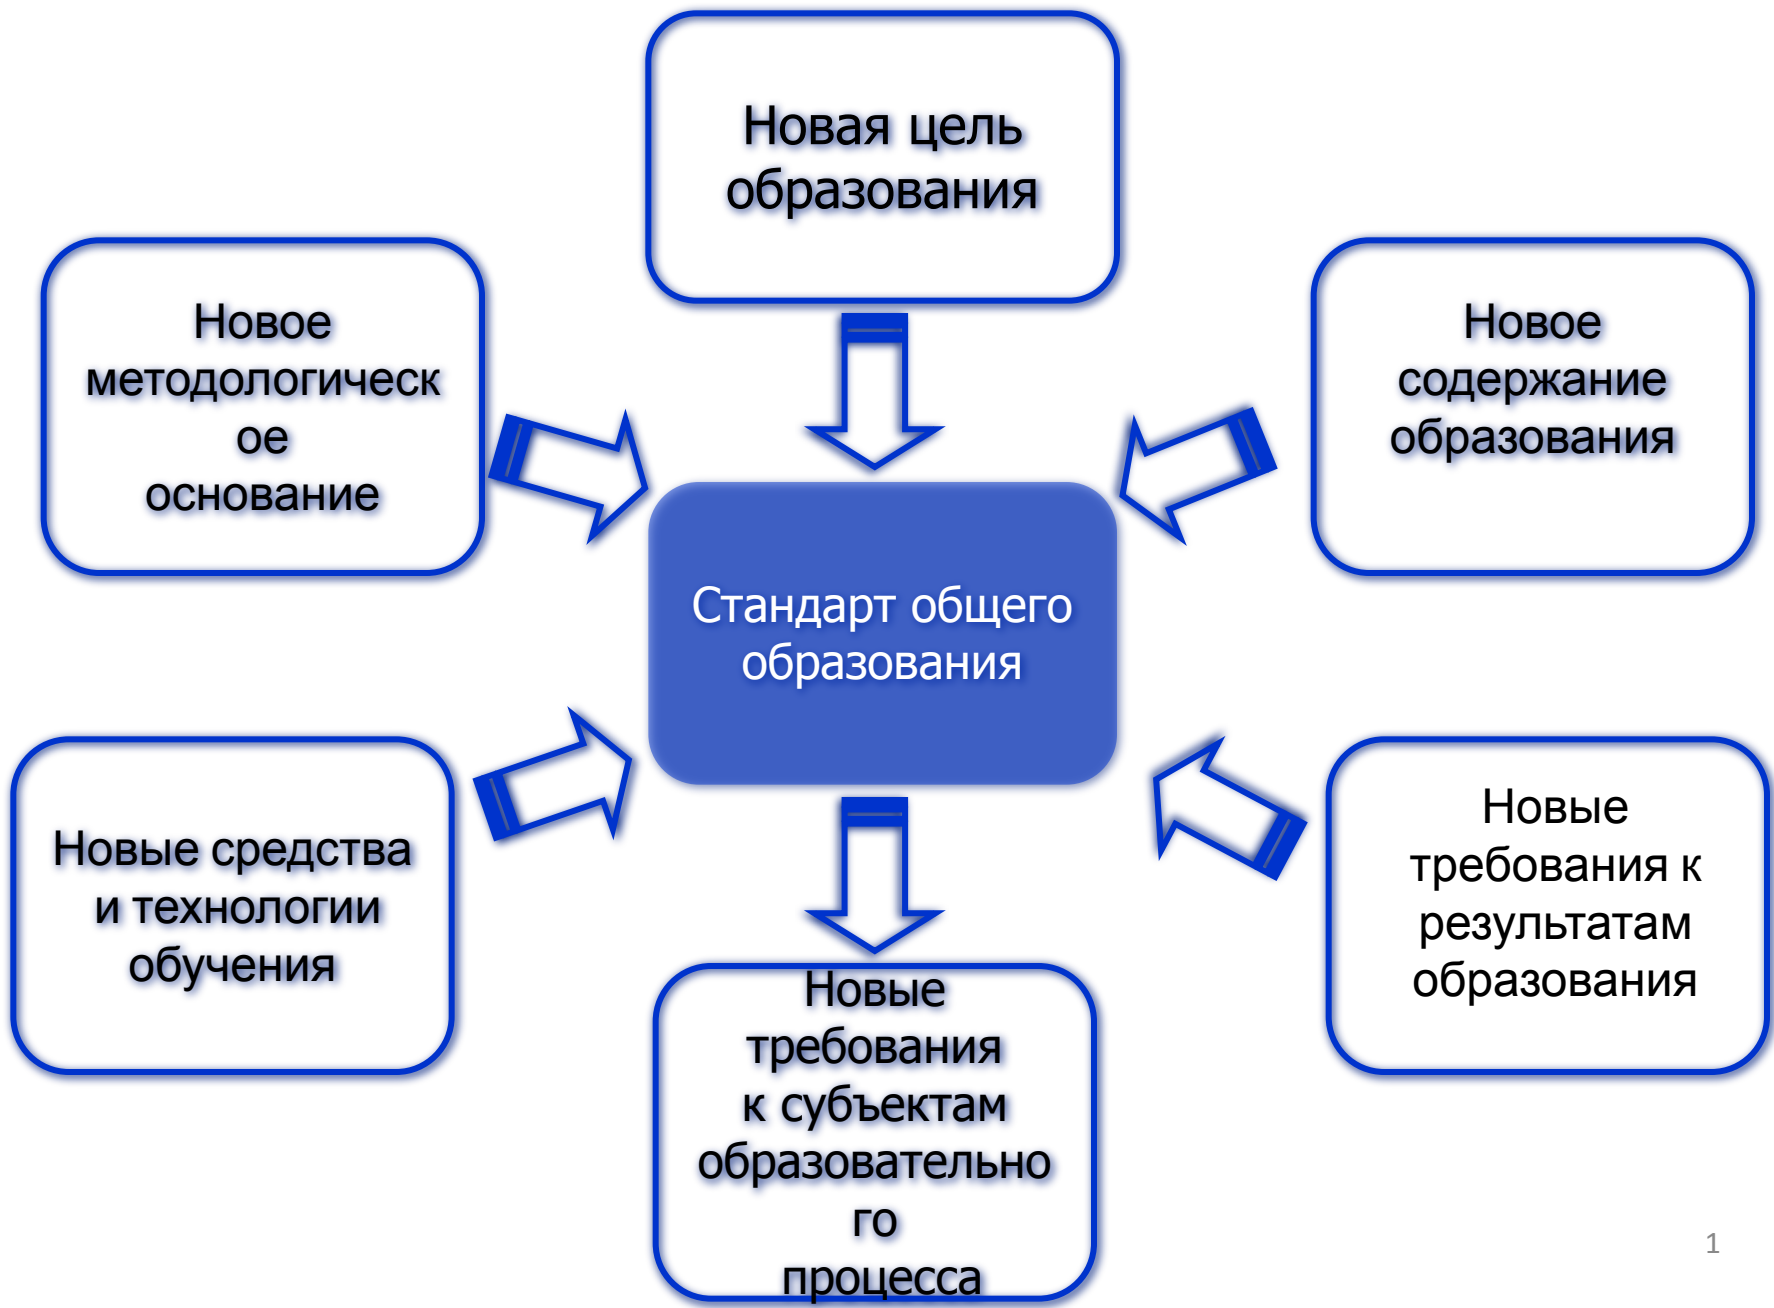 Новая цель
образования
Новое
методологическ
ое
основание
Новое
содержание
образования
Стандарт общего
образования
Новые средства
и технологии
обучения
Новые
требования к
результатам
образования
Новые
требования
к субъектам
образовательно
го
процесса
1